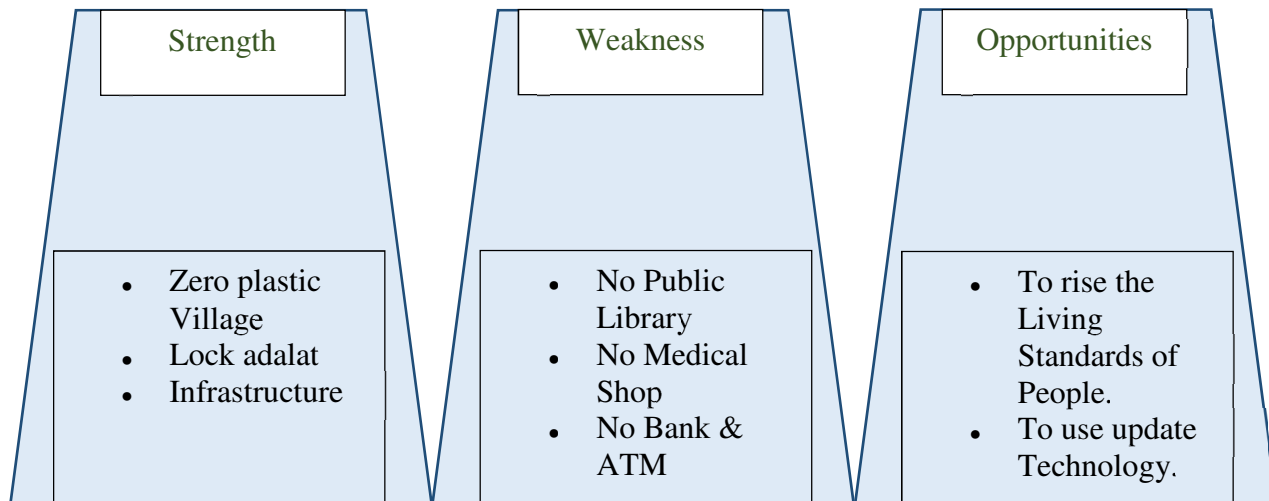 Strength
• Zero plastic
Village
• Lock adalat
• Infrastructure
Weakness
• No Public
Library
• No Medical
Shop
• No Bank &
ATM
Opportunities
• To rise the
Living
Standards of
People.
• To use update
Technology.